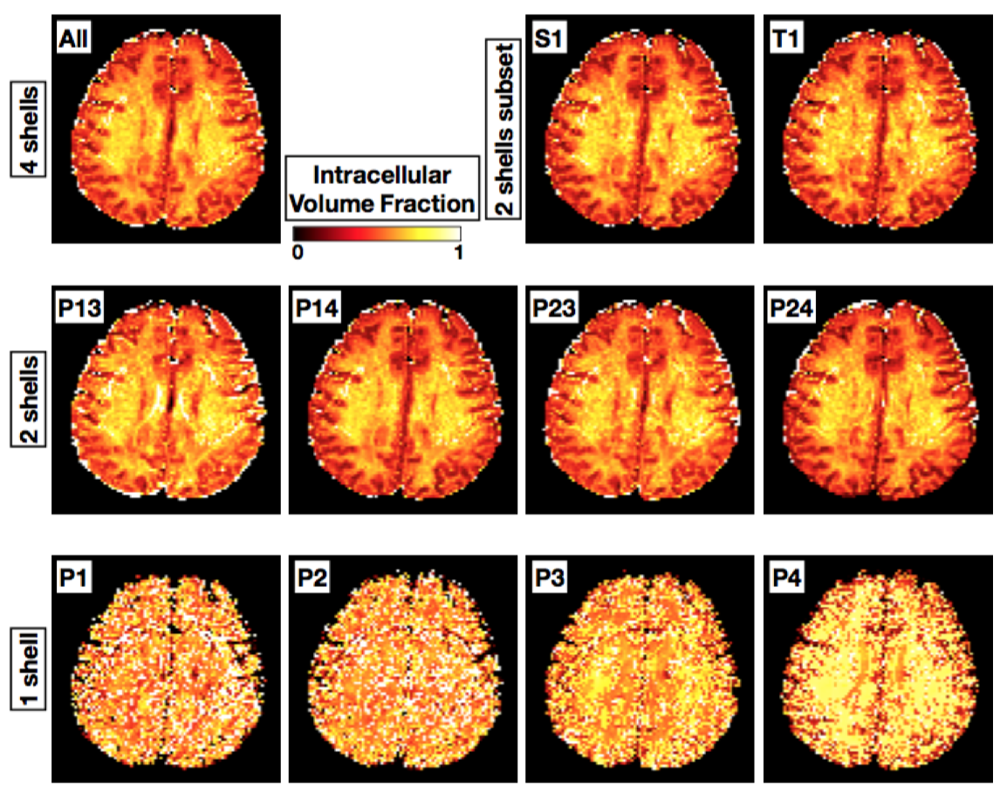 4 shells
All
Intracellular
Volume Fraction
0 1
2 shells subset
S1
T1
2 shells
P13
P14
P23
P24
1 shell
P1
P2
P3
P4